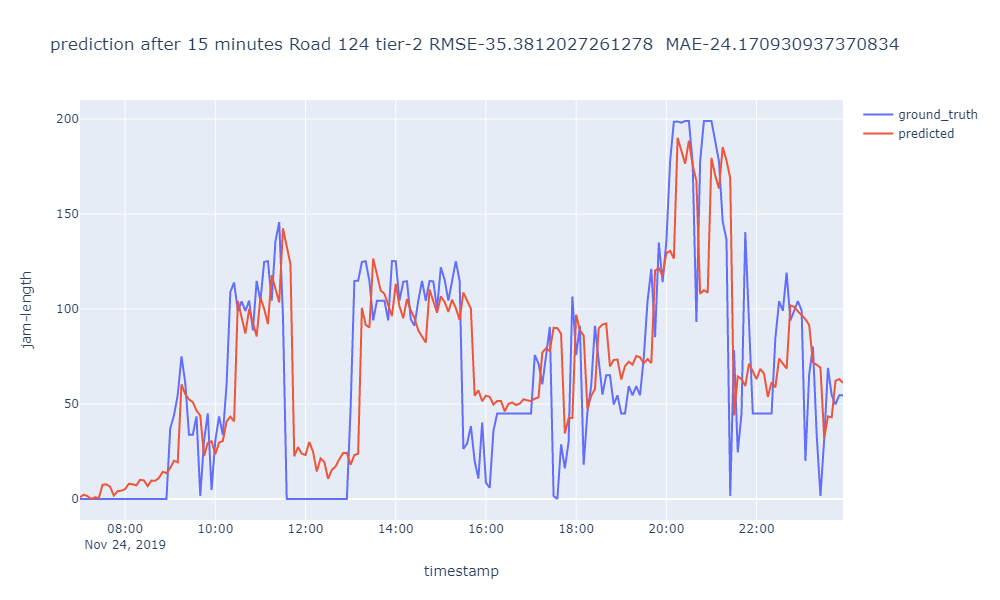 prediction after 15 minutes Road 124 tier-2 RMSE-35.3812027261278  MAE-24.170930937370834
ground_truth
predicted
200
150
100
50
0
jam-length
08:00 10:00 12:00 14:00 16:00 18:00 20:00 22:00
Nov 24, 2019
timestamp